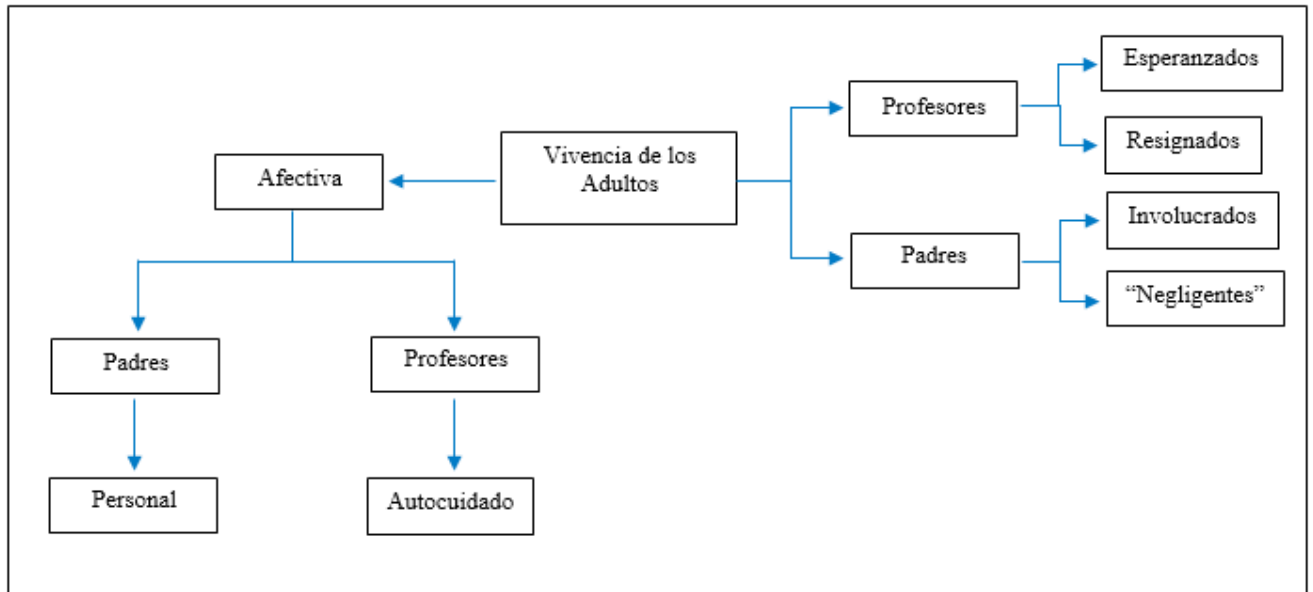 Esperanzados
Profesores
Resignados
Vivencia de los
Adultos
Afectiva
Involucrados
Padres
“Negligentes”
Padres
Profesores
Personal
Autocuidado